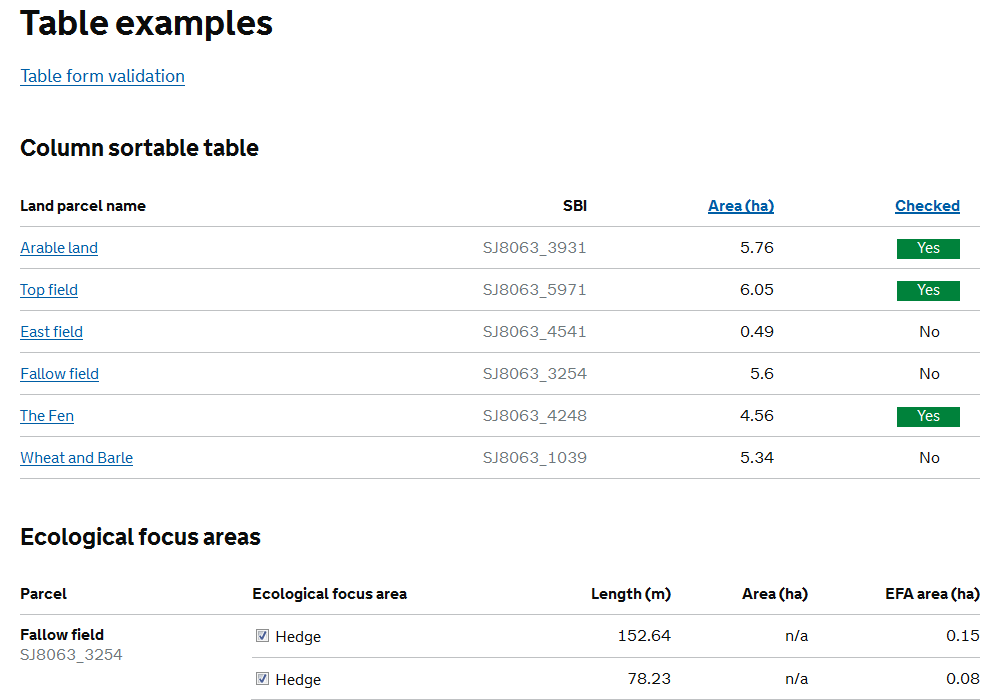 Table examples
Table form validation
Column sortable table
Land parcel name SBI Area (ha) Checked
Arable land SJ8063_3931 5.76 Yes
Top field SJ8063_5971 6.05 Yes
East field SJ8063_4541 0.49 No
Fallow field SJ8063_3254 5.6 No
The Fen SJ8063_4248 4.56 Yes
Wheat and Barle SJ8063_1039 5.34 No
Ecological focus areas
Parcel Ecological focus area Length (m) Area (ha) EFA area (ha)
Fallow field Hedge 152.64 n/a 0.15
SJ8063_3254
Hedge 78.23 n/a 0.08